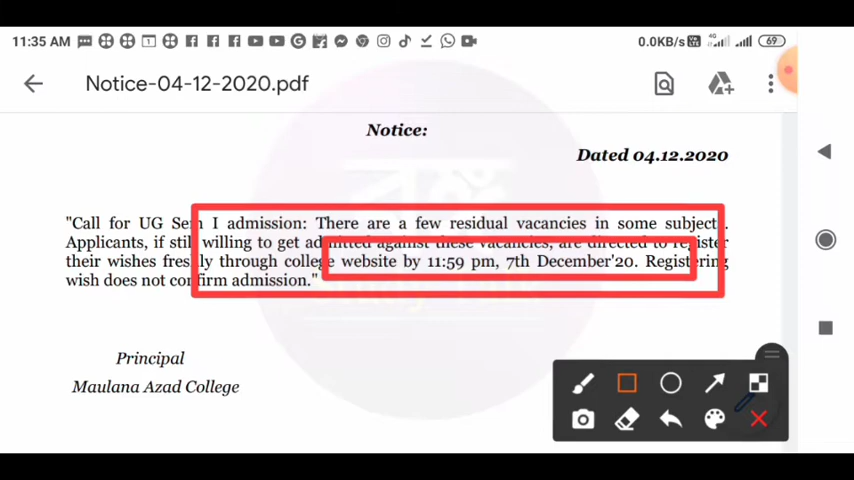 11:35 AM
0.0KB/s
4G
69
Notice-04-12-2020.pdf
Notice:
Dated 04.12.2020
"Call for UG Sem I admission: There are a few residual vacancies in some subjects.
Applicants, if still willing to get admitted against these vacancies, are directed to register
their wishes freshly through college website by 11:59 pm, 7th December'20. Registering
wish does not confirm admission."
Principal
Maulana Azad College